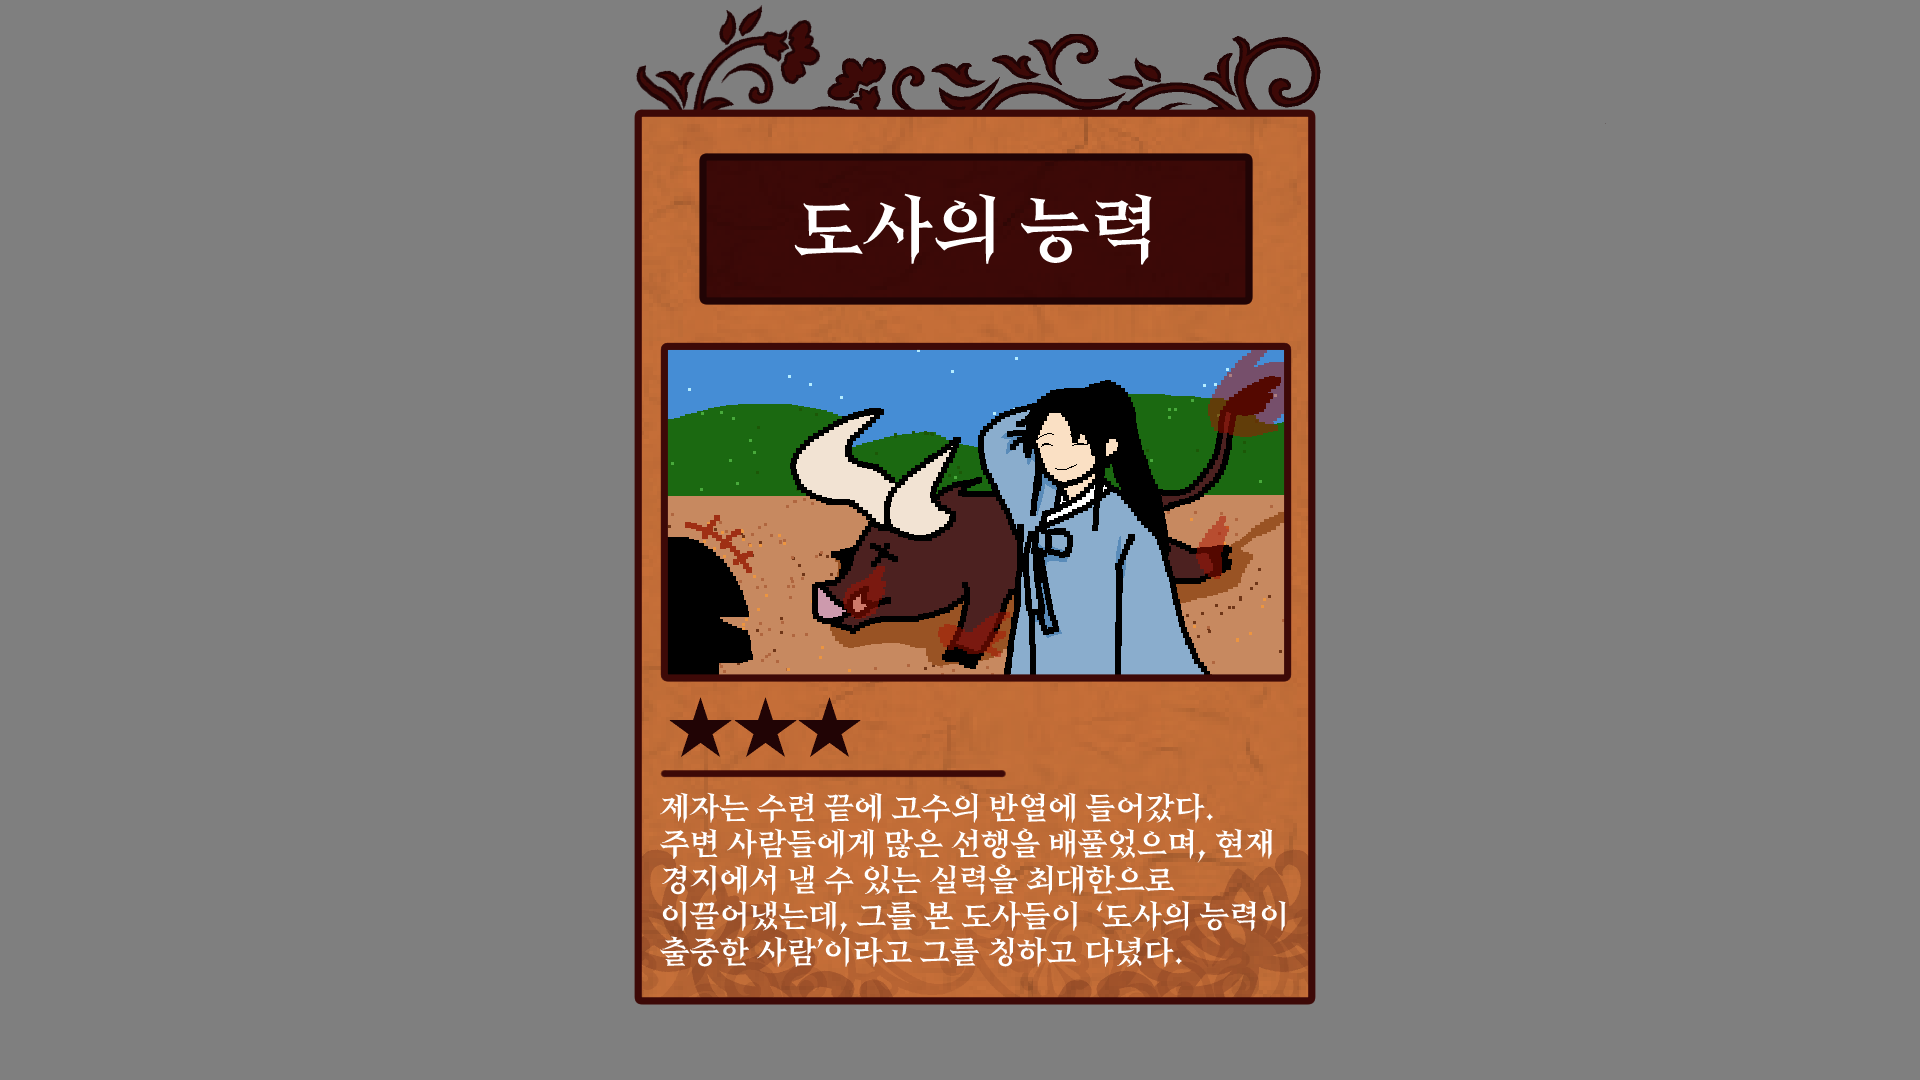 도사의 능력
★★★
제자는 수련 끝에 고수의 반열에 들어갔다.
주변 사람들에게 많은 선행을 배풀었으며, 현재
경지에서 낼 수 있는 실력을 최대한으로
이끌어냈는데, 그를 본 도사들이 ‘도사의 능력이
출중한 사람’이라고 그를 칭하고 다녔다.